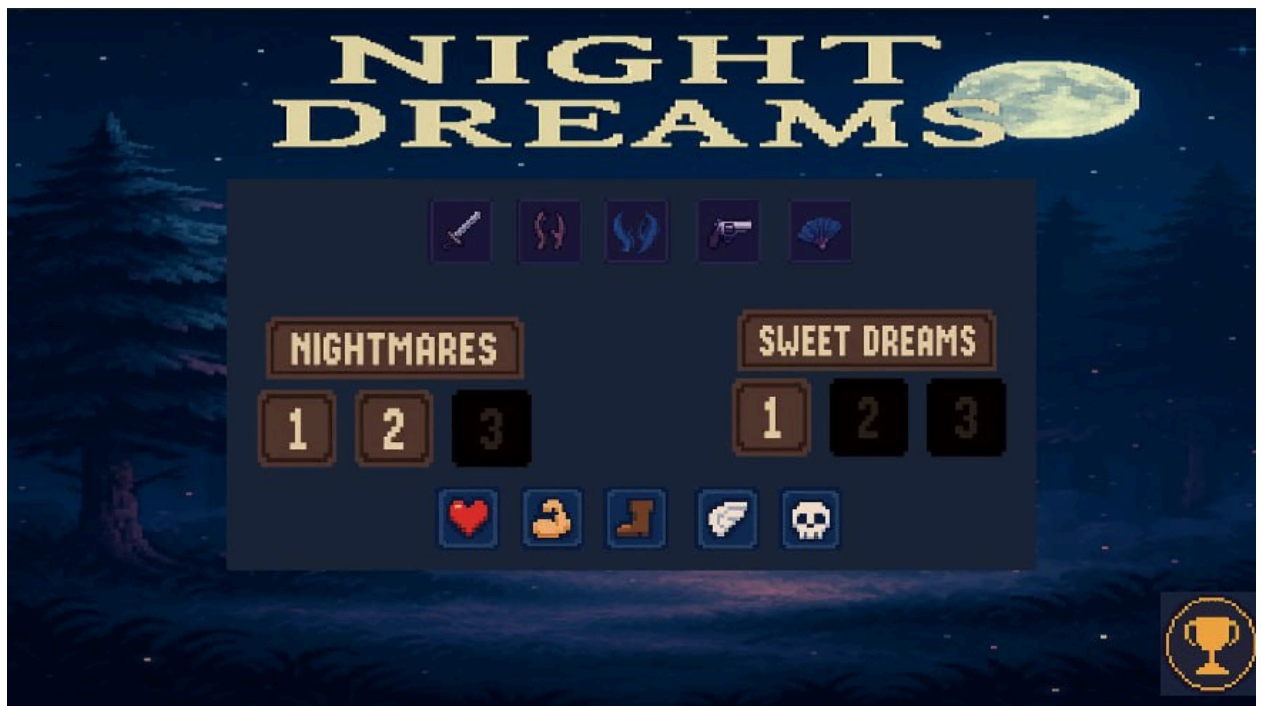 NIGHT
DREAMS
NIGHTMARES
SWEET DREAMS
1 2 3
1 2 3